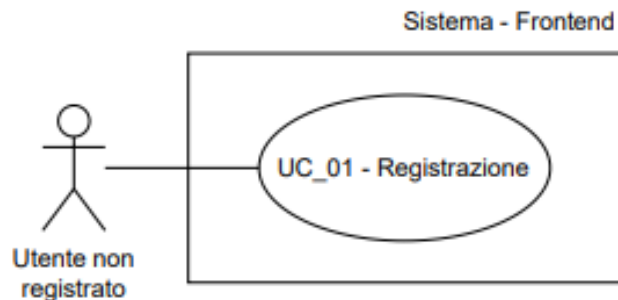 Sistema - Frontend
UC_01 - Registrazione
Utente non
registrato